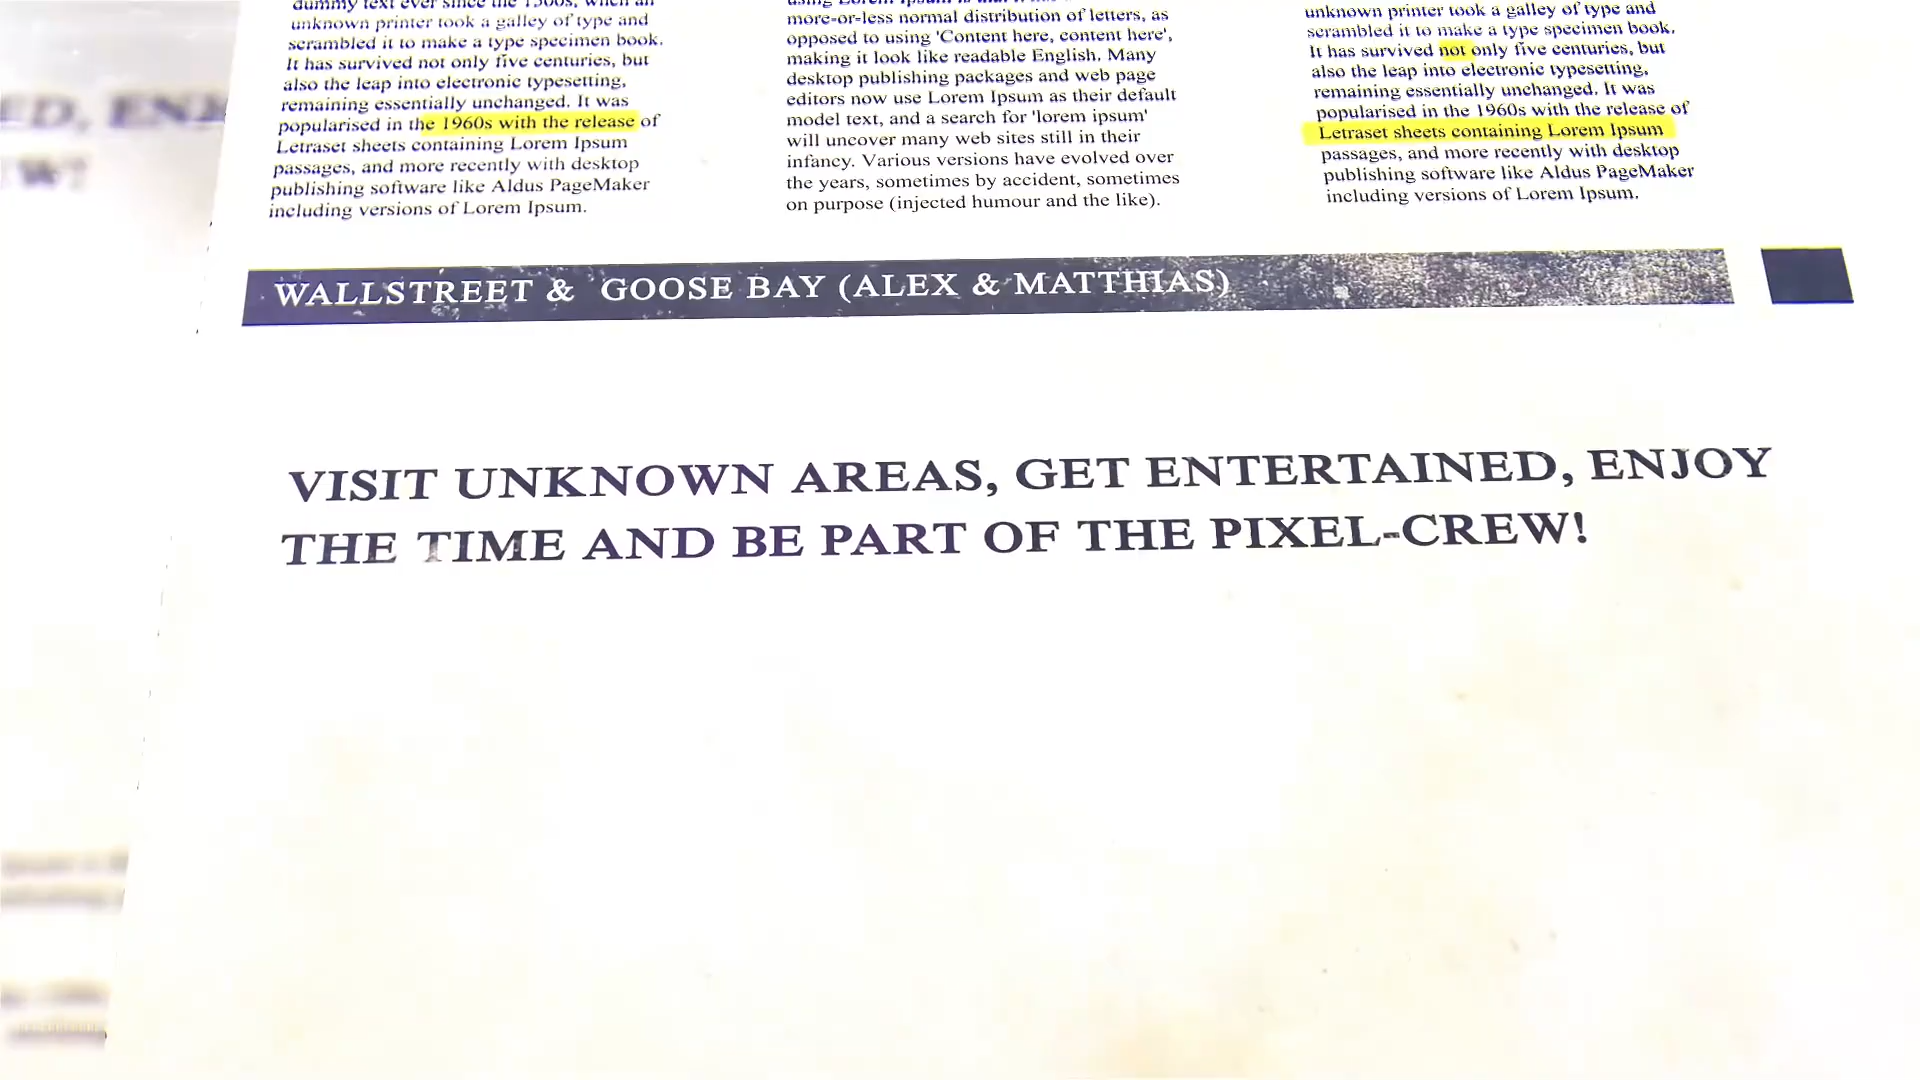 dummy text ever since the 1500s, when an
unknown printer took a galley of type and
scrambled it to make a type specimen book.
It has survived not only five centuries, but
also the leap into electronic typesetting,
remaining essentially unchanged. It was
popularised in the 1960s with the release of
Letraset sheets containing Lorem Ipsum
passages, and more recently with desktop
publishing software like Aldus PageMaker
including versions of Lorem Ipsum.
using Lorem Ipsum is that it has
more-or-less normal distribution of letters, as
opposed to using 'Content here, content here',
making it look like readable English. Many
desktop publishing packages and web page
editors now use Lorem Ipsum as their default
model text, and a search for 'lorem ipsum'
will uncover many web sites still in their
infancy. Various versions have evolved over
the years, sometimes by accident, sometimes
on purpose (injected humour and the like).
unknown printer took a galley of type and
scrambled it to make a type specimen book.
It has survived not only five centuries, but
also the leap into electronic typesetting,
remaining essentially unchanged. It was
popularised in the 1960s with the release of
Letraset sheets containing Lorem Ipsum
passages, and more recently with desktop
publishing software like Aldus PageMaker
including versions of Lorem Ipsum.
WALLSTREET & GOOSE BAY (ALEX & MATTHIAS)
VISIT UNKNOWN AREAS, GET ENTERTAINED, ENJOY
THE TIME AND BE PART OF THE PIXEL-CREW!
ED, ENJ
W!